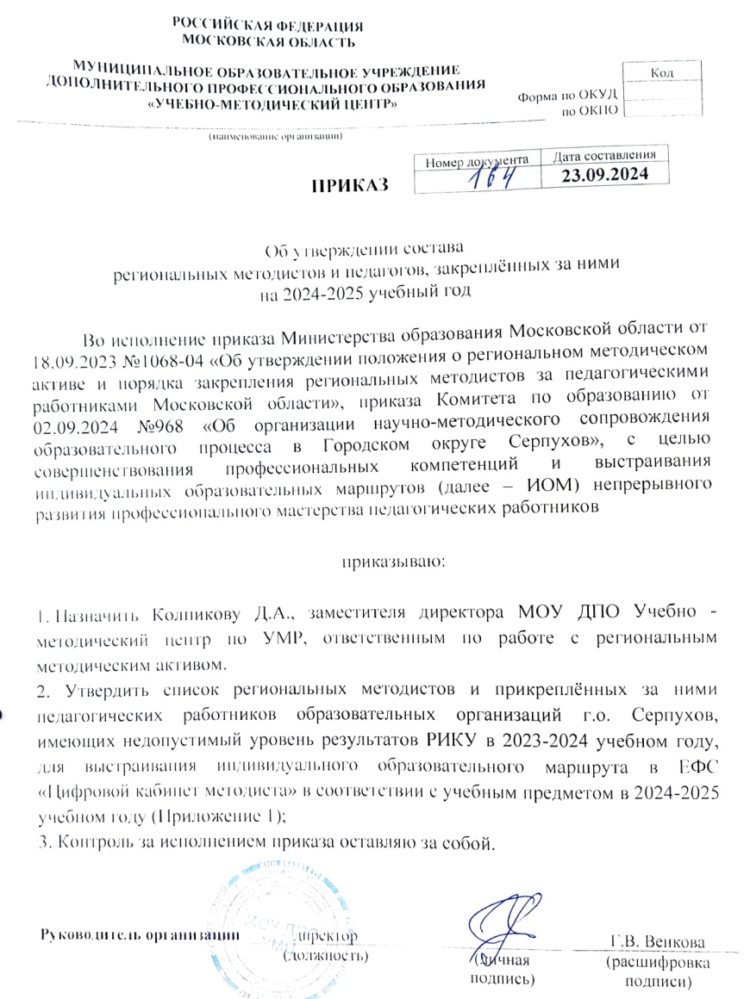 РОССИЙСКАЯ ФЕДЕРАЦИЯ
МОСКОВСКАЯ ОБЛАСТЬ
МУНИЦИПАЛЬНОЕ ОБРАЗОВАТЕЛЬНОЕ УЧРЕЖДЕНИЕ
ДОПОЛНИТЕЛЬНОГО ПРОФЕССИОНАЛЬНОГО ОБРАЗОВАНИЯ
«УЧЕБНО-МЕТОДИЧЕСКИЙ ЦЕНТР»
(наименование организации)
Код
Форма по ОКУД
по ОКПО
Номер документа Дата составления
164 23.09.2024
ПРИКАЗ
Об утверждении состава
региональных методистов и педагогов, закреплённых за ними
на 2024-2025 учебный год
Во исполнение приказа Министерства образования Московской области от
18.09.2023 №1068-04 «Об утверждении положения о региональном методическом
активе и порядка закрепления региональных методистов за педагогическими
работниками Московской области», приказа Комитета по образованию от
02.09.2024 №968 «Об организации научно-методического сопровождения
образовательного процесса в Городском округе Серпухов», с целью
совершенствования профессиональных компетенций и выстраивания
индивидуальных образовательных маршрутов (далее – ИОМ) непрерывного
развития профессионального мастерства педагогических работников
приказываю:
1. Назначить Колпикову Д.А., заместителя директора МОУ ДПО Учебно -
методический центр по УМР, ответственным по работе с региональным
методическим активом.
2. Утвердить список региональных методистов и прикреплённых за ними
педагогических работников образовательных организаций г.о. Серпухов,
имеющих недопустимый уровень результатов РИКУ в 2023-2024 учебном году,
для выстраивания индивидуального образовательного маршрута в ЕФС
«Цифровой кабинет методиста» в соответствии с учебным предметом в 2024-2025
учебном году (Приложение 1);
3. Контроль за исполнением приказа оставляю за собой.
МОУ ДПО
УМЦ
Руководитель организации директор Г.В. Венкова
(должность) (личная подпись) (расшифровка подписи)